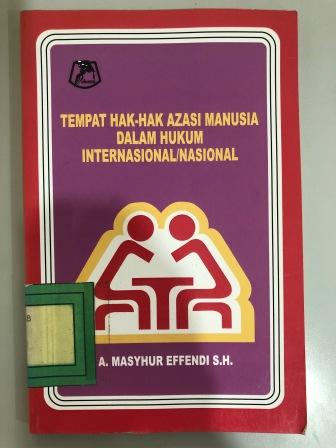 TEMPAT HAK-HAK AZASI MANUSIA
DALAM HUKUM
INTERNASIONAL/NASIONAL
A. MASYHUR EFFENDI S.H.